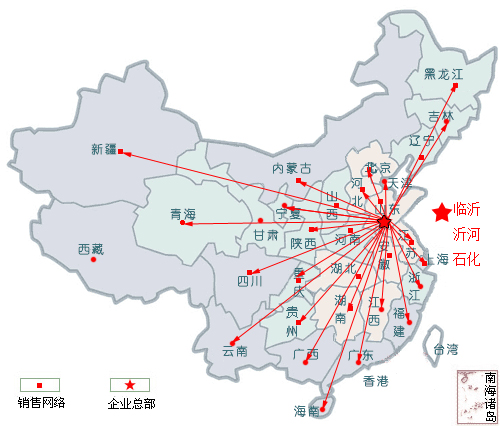 黑龙江
吉林
辽宁
新疆
内蒙古
北京
天津
河北
山西
山东
宁夏
青海
甘肃
陕西
河南
江苏
安徽
上海
西藏
四川
重庆
湖北
浙江
湖南
江西
贵州
福建
云南
广西
广东
台湾
香港
海南
临沂
沂河
石化
销售网络
企业总部
南海诸岛